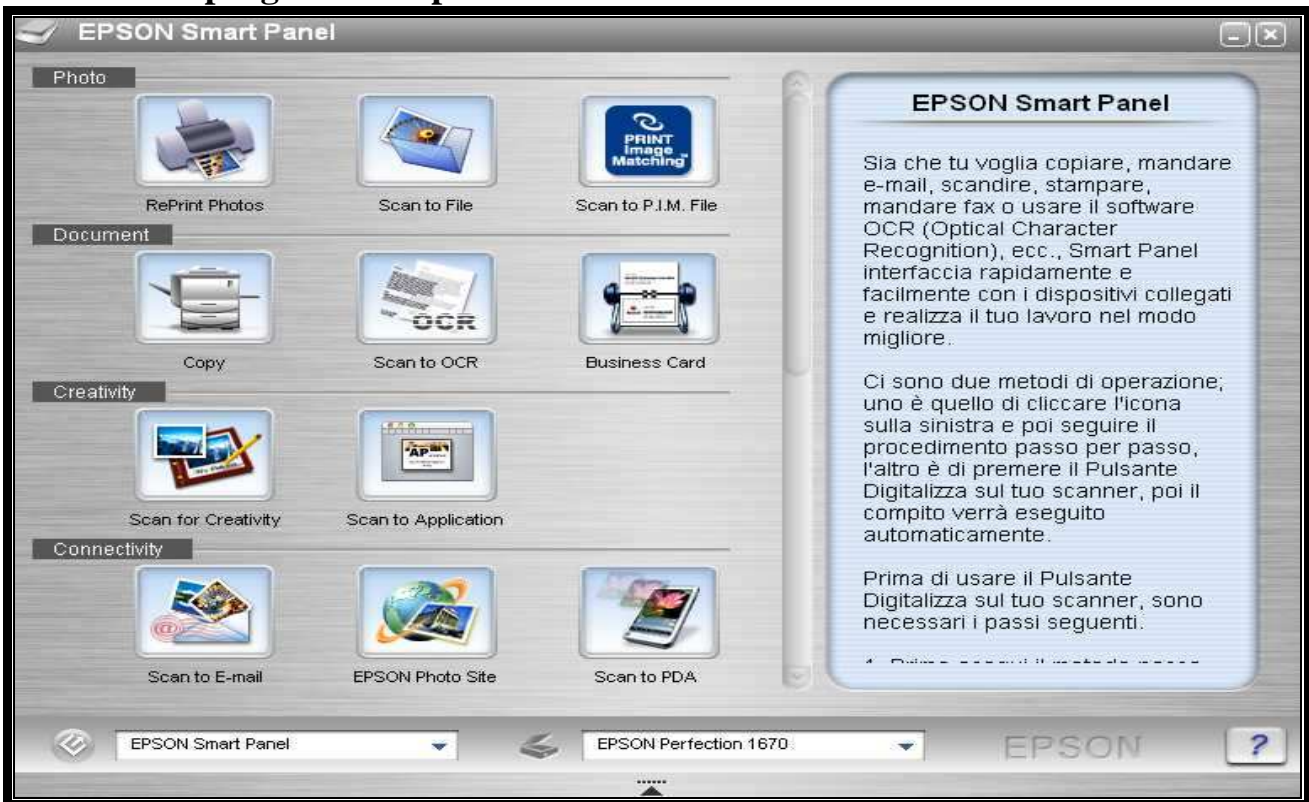 EPSON Smart Panel
Photo
PRINT
Image
Matching™
RePrint Photos
Scan to File
Scan to P.I.M. File
Document
OCR
Copy
Scan to OCR
Business Card
Creativity
Scan for Creativity
Scan to Application
Connectivity
Scan to E-mail
EPSON Photo Site
Scan to PDA
EPSON Smart Panel
Sia che tu voglia copiare, mandare
e-mail, scandire, stampare,
mandare fax o usare il software
OCR (Optical Character
Recognition), ecc., Smart Panel
interfaccia rapidamente e
facilmente con i dispositivi collegati
e realizza il tuo lavoro nel modo
migliore.
Ci sono due metodi di operazione;
uno è quello di cliccare l'icona
sulla sinistra e poi seguire il
procedimento passo per passo,
l'altro è di premere il Pulsante
Digitalizza sul tuo scanner, poi il
compito verrà eseguito
automaticamente.
Prima di usare il Pulsante
Digitalizza sul tuo scanner, sono
necessari i passi seguenti.
EPSON Smart Panel
EPSON Perfection 1670
EPSON
?